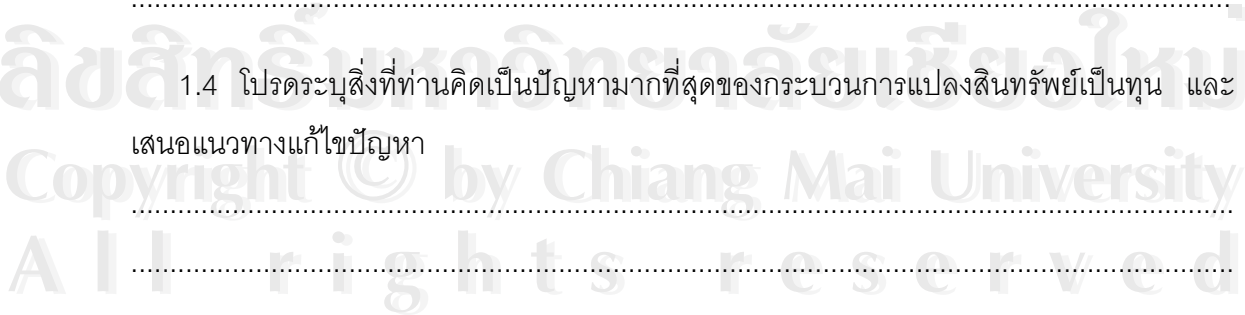 ........................................................................................................................................
ลิขสิทธิ์มหาวิทยาลัยเชียงใหม่
1.4 โปรดระบุสิ่งที่ท่านคิดเป็นปัญหามากที่สุดของกระบวนการแปลงสินทรัพย์เป็นทุน และ
เสนอแนวทางแก้ไขปัญหา
Copyright © by Chiang Mai University
........................................................................................................................................
All rights reserved
........................................................................................................................................